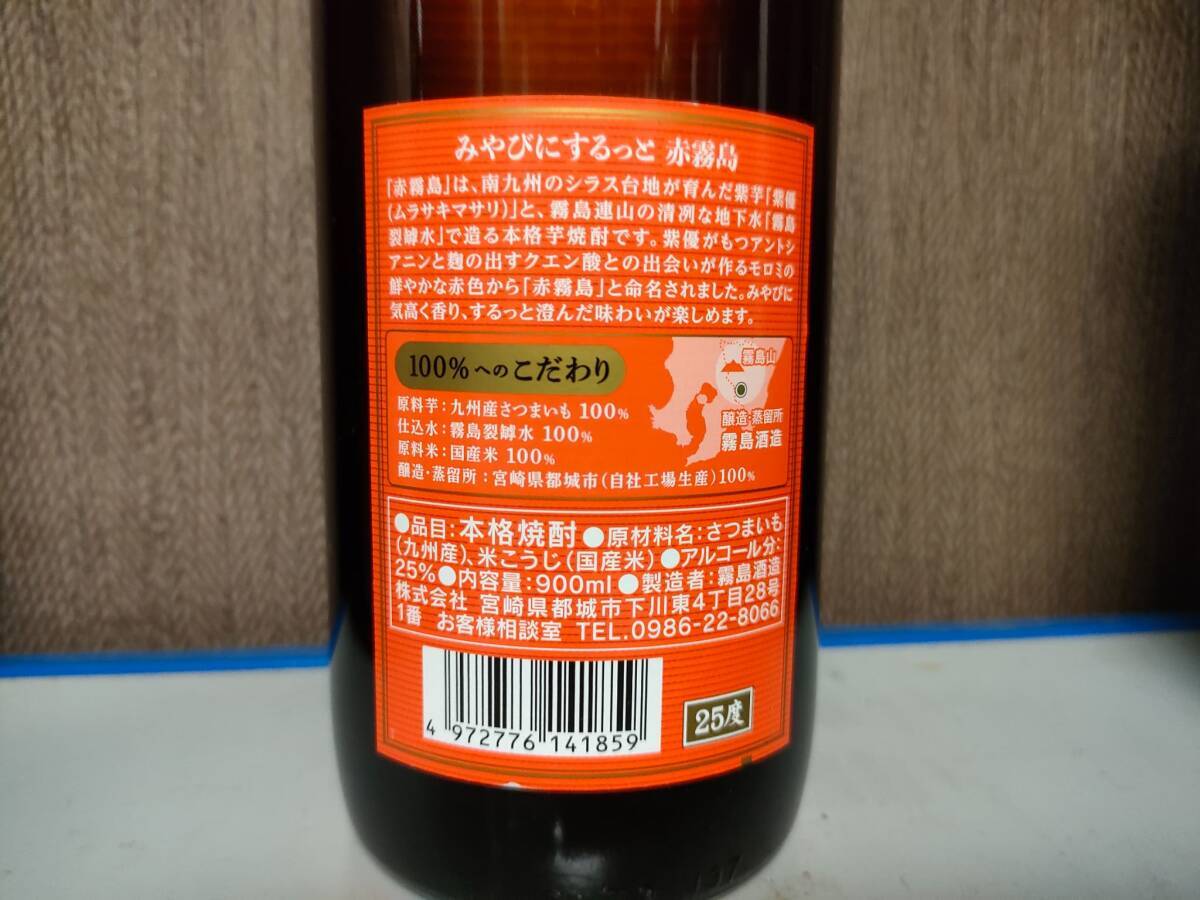 みやびにするっと 赤霧島
「赤霧島」は、南九州のシラス台地が育んだ紫芋「紫優
(ムラサキマサリ)」と、霧島連山の清冽な地下水「霧島
裂罅水」で造る本格芋焼酎です。紫優がもつアントシ
アニンと麹の出すクエン酸との出会いが作るモロミの
鮮やかな赤色から「赤霧島」と命名されました。みやびに
気高く香り、するっと澄んだ味わいが楽しめます。
100%へのこだわり
原料芋:九州産さつまいも 100%
仕込水:霧島裂罅水 100%
原料米:国産米 100%
醸造・蒸留所:宮崎県都城市(自社工場生産)100%
霧島山
醸造・蒸留所
霧島酒造
●品目:本格焼酎●原材料名:さつまいも
(九州産)、米こうじ(国産米)●アルコール分:
25%●内容量:900ml●製造者:霧島酒造
株式会社 宮崎県都城市下川東4丁目28号
1番 お客様相談室 TEL.0986-22-8066
4 972776 141859
25度